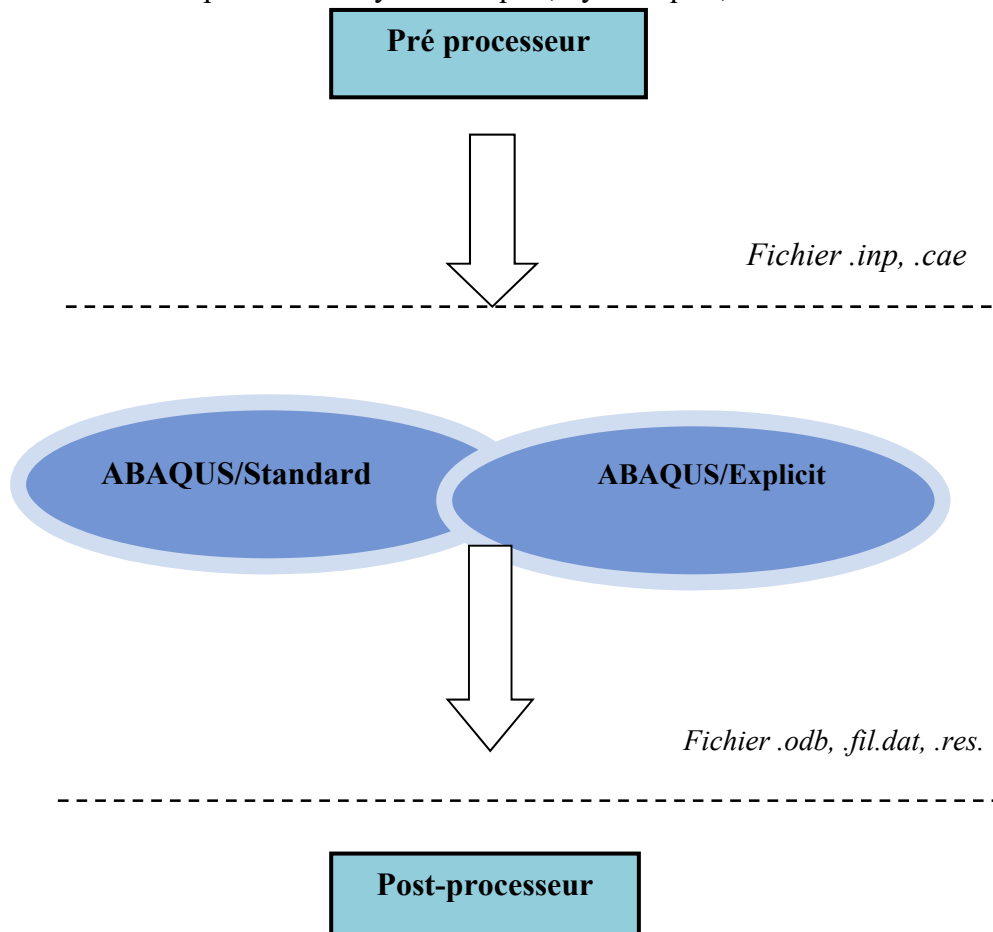 Pré processeur
Fichier .inp, .cae
ABAQUS/Standard
ABAQUS/Explicit
Fichier .odb, .fil.dat, .res.
Post-processeur